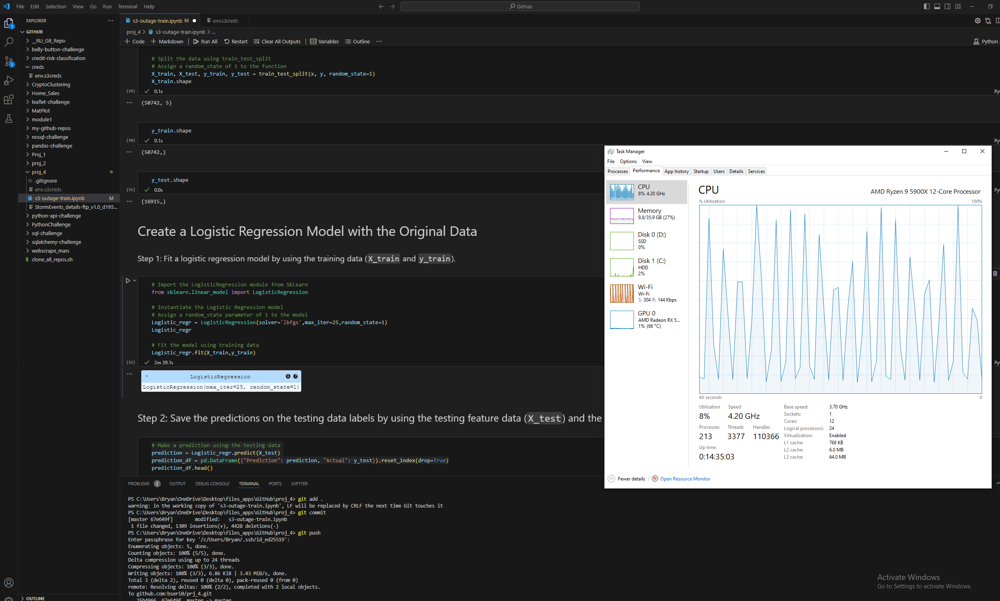 File Edit Selection View Go Run Terminal Help
GitHub
EXPLORER
GITHUB
__RU_Git_Repo
belly-button-challenge
credit-risk-classification
creds
env.s3creds
CryptoClustering
Home_Sales
leaflet-challenge
MatPlot
module1
my-github-repos
nosql-challenge
pandas-challenge
Proj_1
proj_2
proj_4
.gitignore
env.s3creds
s3-outage-train.ipynb M
StormEvents_details-ftp_v1.0_d195...
python-api-challenge
PythonChallenge
sql-challenge
sqlalchemy-challenge
webscrape_mars
$ clone_all_repos.sh
OUTLINE
s3-outage-train.ipynb M
env.s3creds
proj_4 > s3-outage-train.ipynb > ...
+ Code + Markdown Run All Restart Clear All Outputs Variables Outline ...
Python
# Split the data using train_test_split
# Assign a random_state of 1 to the function
X_train, X_test, y_train, y_test = train_test_split(x, y, random_state=1)
X_train.shape
[29] 0.1s
(50742, 5)
y_train.shape
[30] 0.1s
(50742,)
y_test.shape
[31] 0.0s
(16915,)
Create a Logistic Regression Model with the Original Data
Step 1: Fit a logistic regression model by using the training data (X_train and y_train).
# Import the LogisticRegression module from SKLearn
from sklearn.linear_model import LogisticRegression
# Instantiate the Logistic Regression model
# Assign a random_state parameter of 1 to the model
Logistic_regr = LogisticRegression(solver='lbfgs',max_iter=25,random_state=1)
Logistic_regr
# Fit the model using training data
Logistic_regr.fit(X_train,y_train)
[32] 2m 39.1s
LogisticRegression
LogisticRegression(max_iter=25, random_state=1)
Step 2: Save the predictions on the testing data labels by using the testing feature data (X_test) and the
# Make a prediction using the testing data
prediction = Logistic_regr.predict(X_test)
prediction_df = pd.DataFrame({"Prediction": prediction, "Actual": y_test}).reset_index(drop=True)
prediction_df.head()
PROBLEMS 2 OUTPUT DEBUG CONSOLE TERMINAL PORTS JUPYTER
PS C:\Users\Bryan\OneDrive\Desktop\files_apps\GitHub\proj_4> git add .
warning: in the working copy of 's3-outage-train.ipynb', LF will be replaced by CRLF the next time Git touches it
PS C:\Users\Bryan\OneDrive\Desktop\files_apps\GitHub\proj_4> git commit
[master 67e649f] modified: s3-outage-train.ipynb
1 file changed, 1309 insertions(+), 4428 deletions(-)
PS C:\Users\Bryan\OneDrive\Desktop\files_apps\GitHub\proj_4> git push
Enter passphrase for key '/c/Users/Bryan/.ssh/id_ed25519':
Enumerating objects: 5, done.
Counting objects: 100% (5/5), done.
Delta compression using up to 24 threads
Compressing objects: 100% (3/3), done.
Writing objects: 100% (3/3), 6.86 KiB | 3.43 MiB/s, done.
Total 3 (delta 2), reused 0 (delta 0), pack-reused 0 (from 0)
remote: Resolving deltas: 100% (2/2), completed with 2 local objects.
To github.com:bseri0/prj_4.git
25b4966..67e649f master -> master
Task Manager
File Options View
Processes Performance App history Startup Users Details Services
CPU
8% 4.20 GHz
Memory
9.8/35.9 GB (27%)
Disk 0 (D:)
SSD
0%
Disk 1 (C:)
HDD
2%
Wi-Fi
Wi-Fi
S: 304 R: 144 Kbps
GPU 0
AMD Radeon RX 5...
1% (66 °C)
CPU AMD Ryzen 9 5900X 12-Core Processor
% Utilization 100%
60 seconds 0
Utilization Speed
8% 4.20 GHz
Processes Threads Handles
213 3377 110366
Up time
0:14:35:03
Base speed: 3.70 GHz
Sockets: 1
Cores: 12
Logical processors: 24
Virtualization: Enabled
L1 cache: 768 KB
L2 cache: 6.0 MB
L3 cache: 64.0 MB
Fewer details Open Resource Monitor
Activate Windows
Go to Settings to activate Windows.